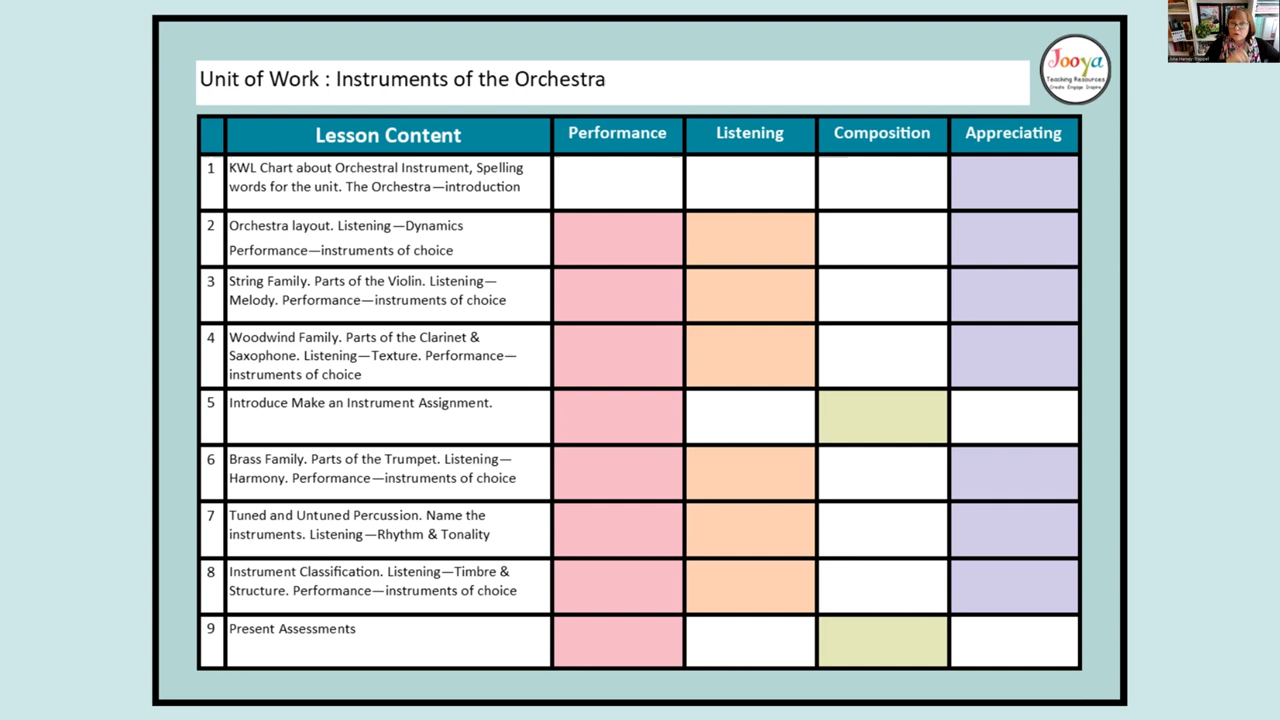 Unit of Work : Instruments of the Orchestra
Jooya
Teaching Resources
Create Engage Inspire
Lesson Content Performance Listening Composition Appreciating
1 KWL Chart about Orchestral Instrument, Spelling
words for the unit. The Orchestra—introduction
2 Orchestra layout. Listening—Dynamics
Performance—instruments of choice
3 String Family. Parts of the Violin. Listening—
Melody. Performance—instruments of choice
4 Woodwind Family. Parts of the Clarinet &
Saxophone. Listening—Texture. Performance—
instruments of choice
5 Introduce Make an Instrument Assignment.
6 Brass Family. Parts of the Trumpet. Listening—
Harmony. Performance—instruments of choice
7 Tuned and Untuned Percussion. Name the
instruments. Listening—Rhythm & Tonality
8 Instrument Classification. Listening—Timbre &
Structure. Performance—instruments of choice
9 Present Assessments